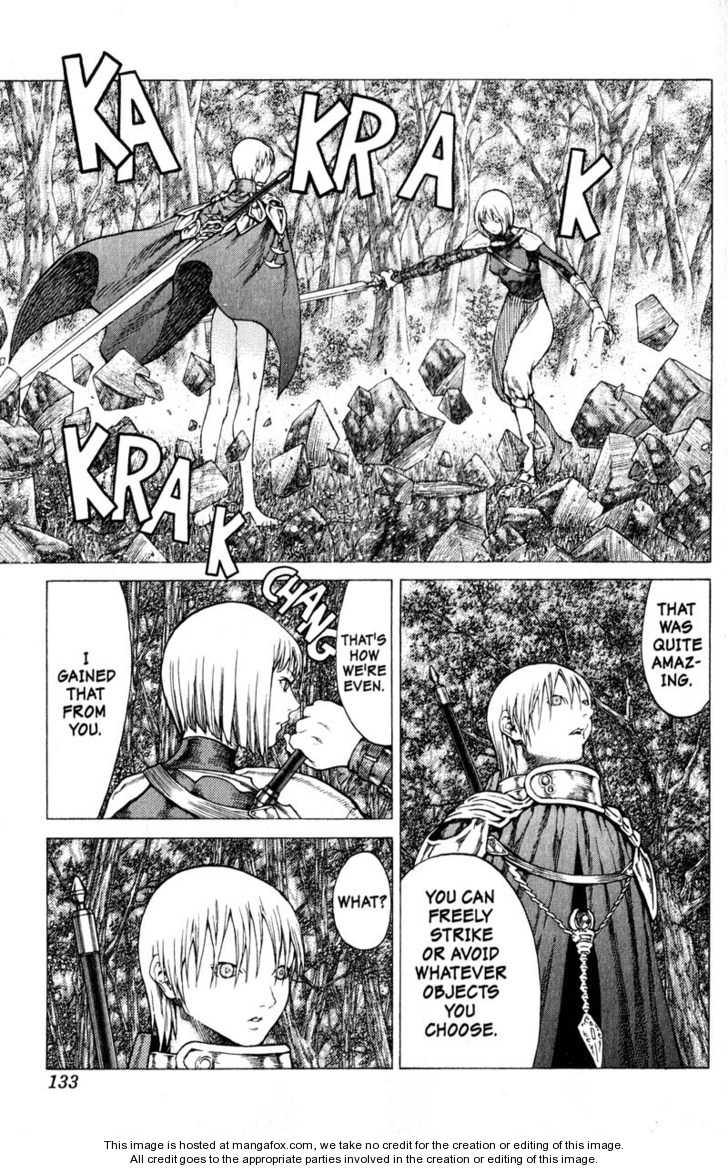 KA
KRAK
KRAK
THAT
WAS
QUITE
AMAZ-
ING.
YOU CAN
FREELY
STRIKE
OR AVOID
WHATEVER
OBJECTS
YOU
CHOOSE.
CHANG
THAT'S
HOW
WE'RE
EVEN.
I
GAINED
THAT
FROM
YOU.
WHAT?
133
This image is hosted at mangafox.com, we take no credit for the creation or editing of this image.
All credit goes to the appropriate parties involved in the creation or editing of this image.